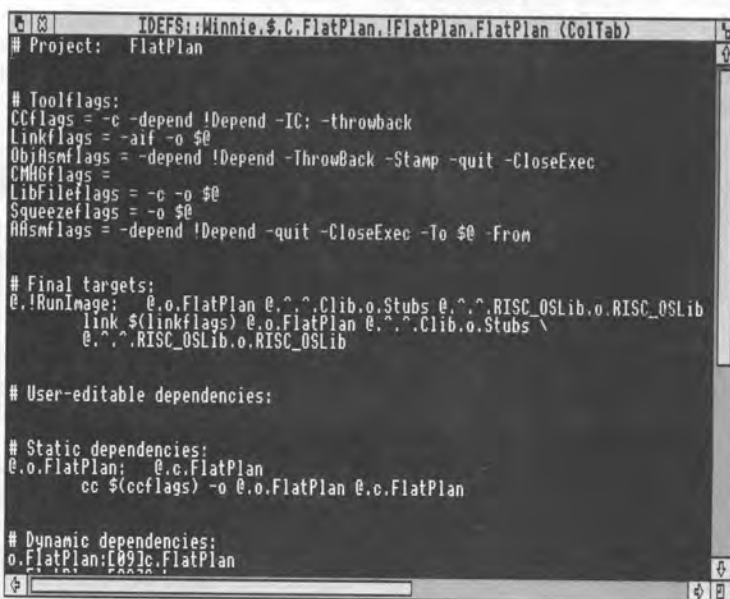 IDEFS::Winnie.$.C.FlatPlan.!FlatPlan.FlatPlan (ColTab)
# Project:   FlatPlan
# Toolflags:
CCflags = -c -depend !Depend -IC: -throwback
Linkflags = -aif -o $@
ObjAsmflags = -depend !Depend -ThrowBack -Stamp -quit -CloseExec
CMHGflags =
LibFileflags = -c -o $@
Squeezeflags = -o $@
AAsmflags = -depend !Depend -quit -CloseExec -To $@ -From
# Final targets:
@.!RunImage:   @.o.FlatPlan @.^.^.Clib.o.Stubs @.^.^.RISC_OSLib.o.RISC_OSLib
link $(linkflags) @.o.FlatPlan @.^.^.Clib.o.Stubs \
@.^.^.RISC_OSLib.o.RISC_OSLib
# User-editable dependencies:
# Static dependencies:
@.o.FlatPlan:   @.c.FlatPlan
cc $(ccflags) -o @.o.FlatPlan @.c.FlatPlan
# Dynamic dependencies:
o.FlatPlan:[09]c.FlatPlan